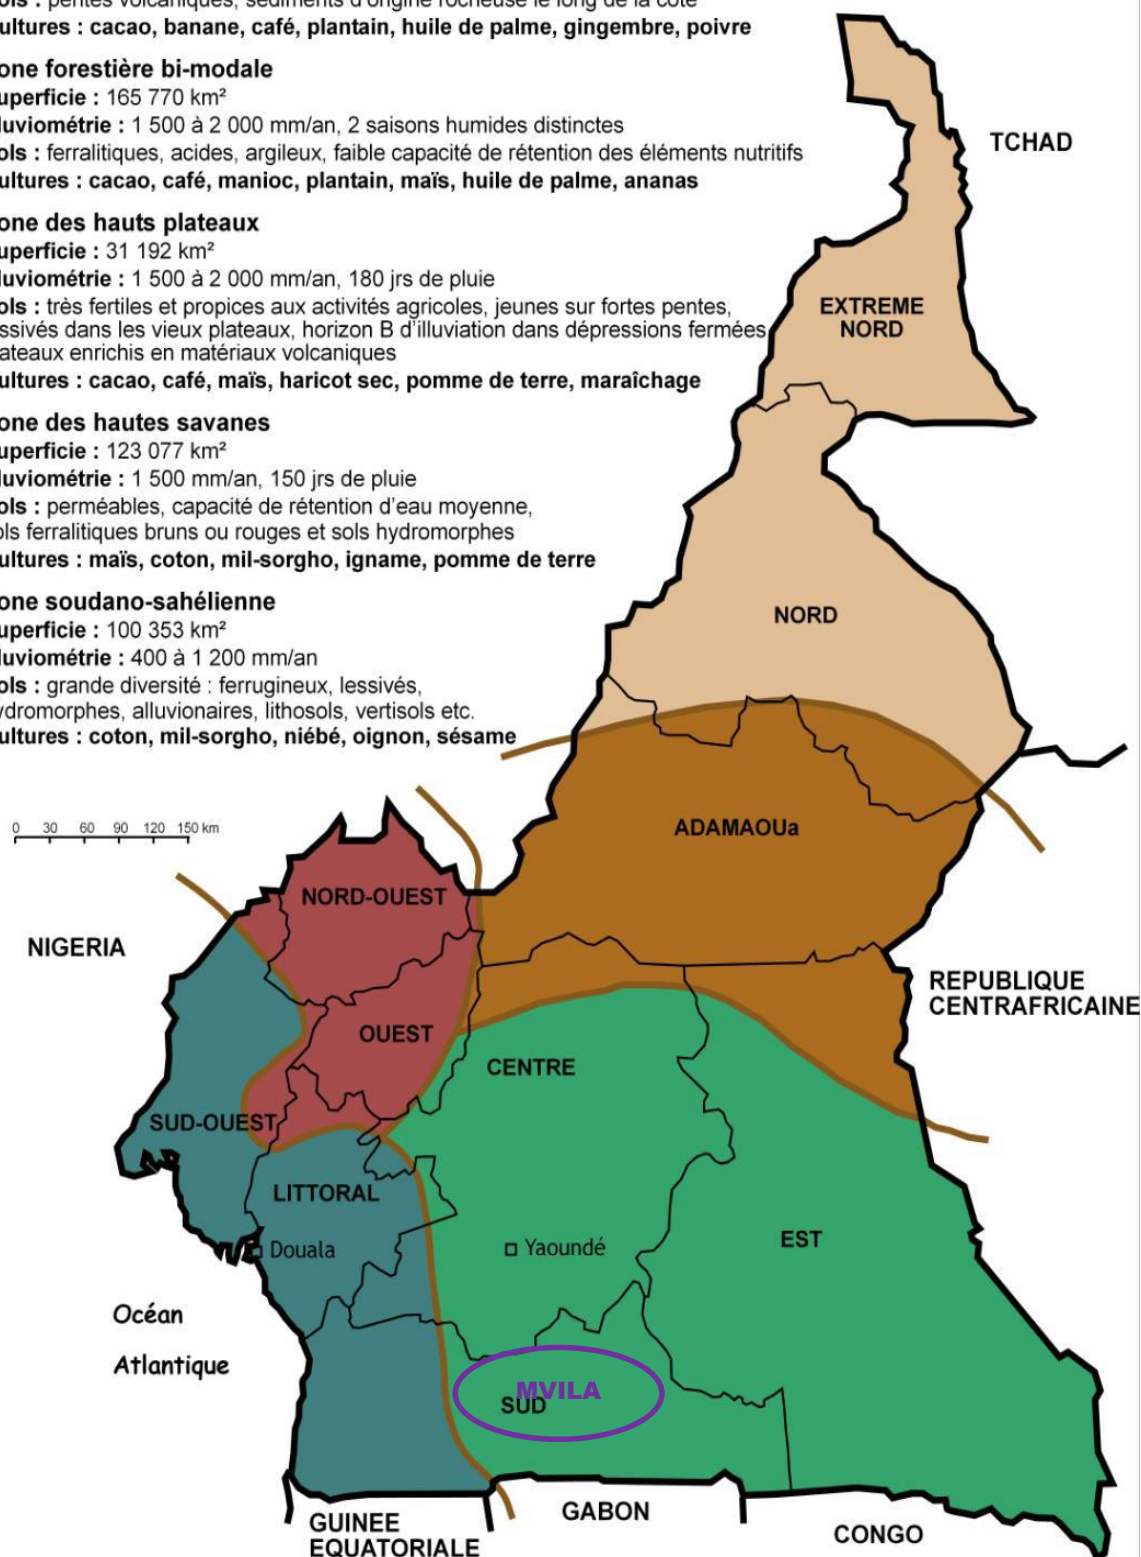 ols : pentes volcaniques, sédiments d'origine rocheuse le long de la côte
ultures : cacao, banane, café, plantain, huile de palme, gingembre, poivre
one forestière bi-modale
uperficie : 165 770 km²
luviométrie : 1 500 à 2 000 mm/an, 2 saisons humides distinctes
ols : ferralitiques, acides, argileux, faible capacité de rétention des éléments nutritifs
ultures : cacao, café, manioc, plantain, maïs, huile de palme, ananas
one des hauts plateaux
uperficie : 31 192 km²
luviométrie : 1 500 à 2 000 mm/an, 180 jrs de pluie
ols : très fertiles et propices aux activités agricoles, jeunes sur fortes pentes,
ssivés dans les vieux plateaux, horizon B d'illuviation dans dépressions fermées
ateaux enrichis en matériaux volcaniques
ultures : cacao, café, maïs, haricot sec, pomme de terre, maraîchage
one des hautes savanes
uperficie : 123 077 km²
luviométrie : 1 500 mm/an, 150 jrs de pluie
ols : perméables, capacité de rétention d'eau moyenne,
ols ferralitiques bruns ou rouges et sols hydromorphes
ultures : maïs, coton, mil-sorgho, igname, pomme de terre
one soudano-sahélienne
uperficie : 100 353 km²
luviométrie : 400 à 1 200 mm/an
ols : grande diversité : ferrugineux, lessivés,
ydromorphes, alluvionaires, lithosols, vertisols etc.
ultures : coton, mil-sorgho, niébé, oignon, sésame
0 30 60 90 120 150 km
TCHAD
EXTREME
NORD
NORD
ADAMAOUa
NORD-OUEST
NIGERIA
REPUBLIQUE
CENTRAFRICAINE
OUEST
CENTRE
SUD-OUEST
LITTORAL
EST
Douala
Yaoundé
Océan
Atlantique
MVILA
SUD
GABON
GUINEE
EQUATORIALE
CONGO